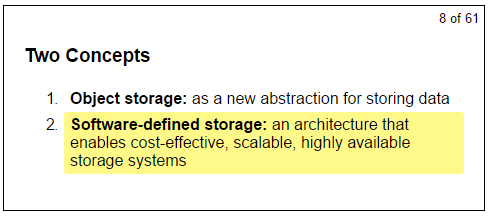 8 of 61
Two Concepts
1. Object storage: as a new abstraction for storing data
2. Software-defined storage: an architecture that
enables cost-effective, scalable, highly available
storage systems